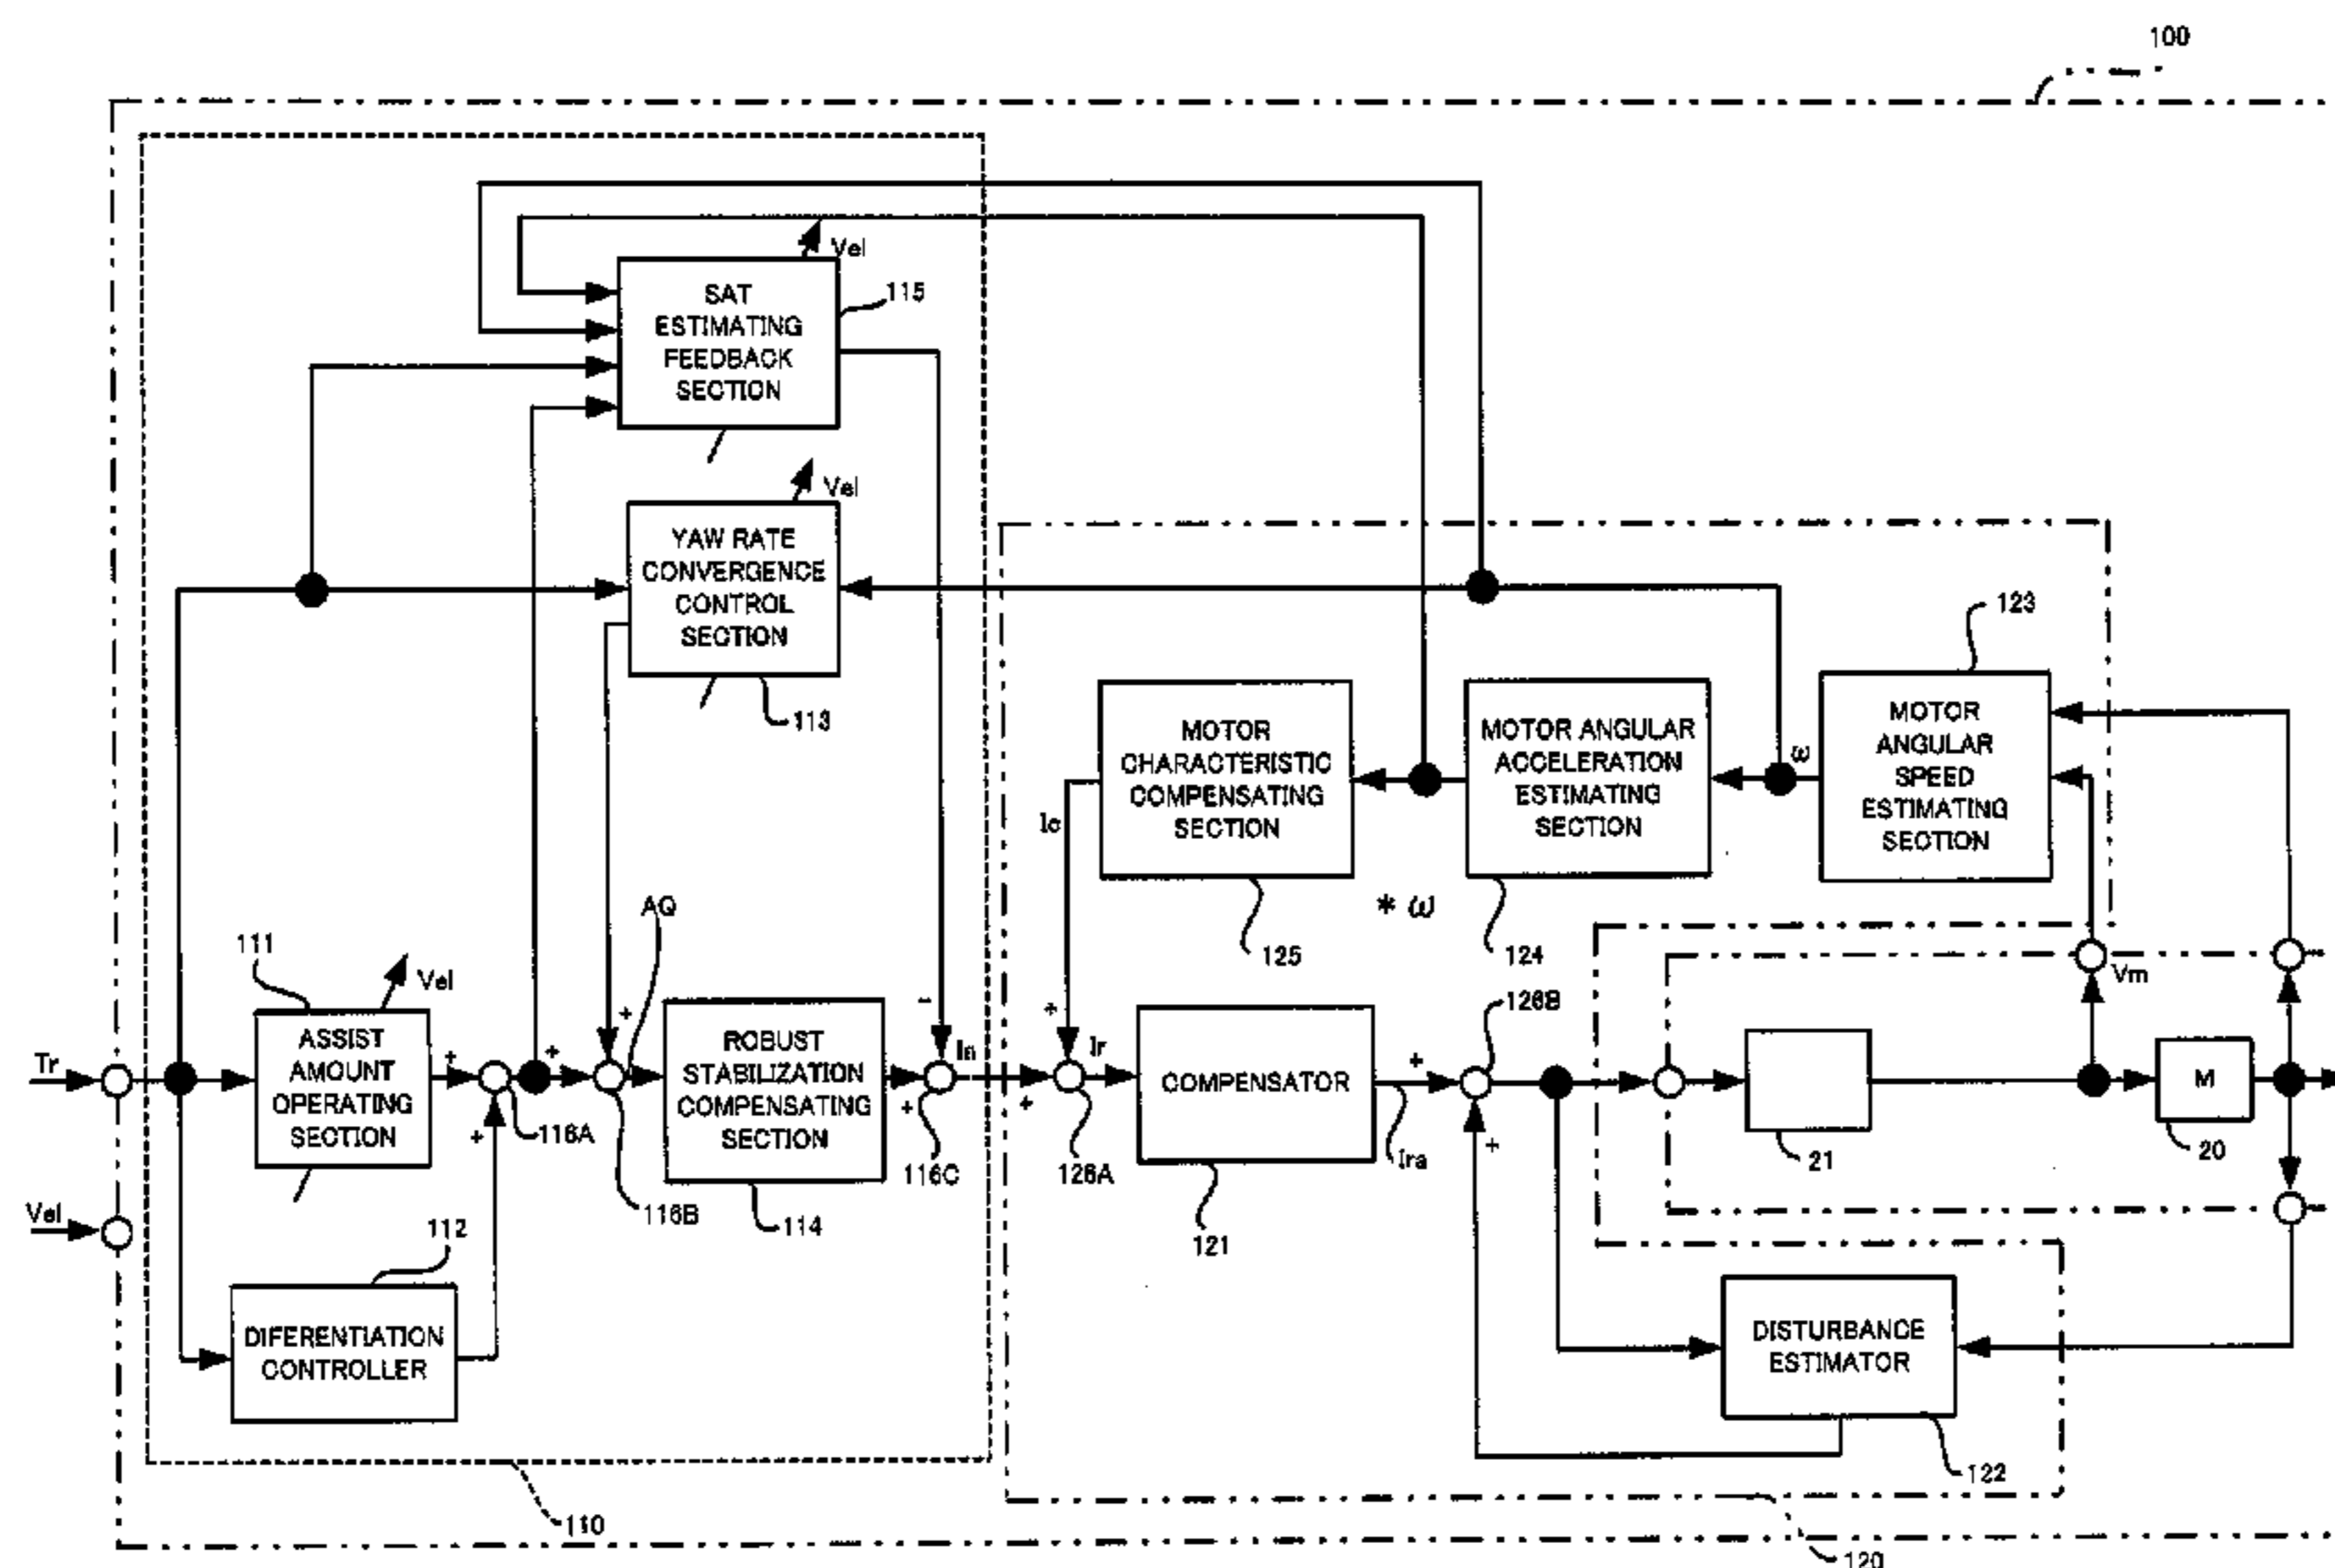 100
Vel
SAT
ESTIMATING
FEEDBACK
SECTION
115
Vel
YAW RATE
CONVERGENCE
CONTROL
SECTION
113
123
MOTOR
ANGULAR
SPEED
ESTIMATING
SECTION
ω
MOTOR ANGULAR
ACCELERATION
ESTIMATING
SECTION
124
* ω
MOTOR
CHARACTERISTIC
COMPENSATING
SECTION
125
Ic
AQ
111
Vel
ASSIST
AMOUNT
OPERATING
SECTION
Tr
Vel
+
+
116A
+
+
116B
ROBUST
STABILIZATION
COMPENSATING
SECTION
114
-
+
In
116C
+
+
Ir
126A
COMPENSATOR
121
+
Ira
126B
+
Vm
21
M
20
112
DIFERENTIATION
CONTROLLER
DISTURBANCE
ESTIMATOR
122
110
120